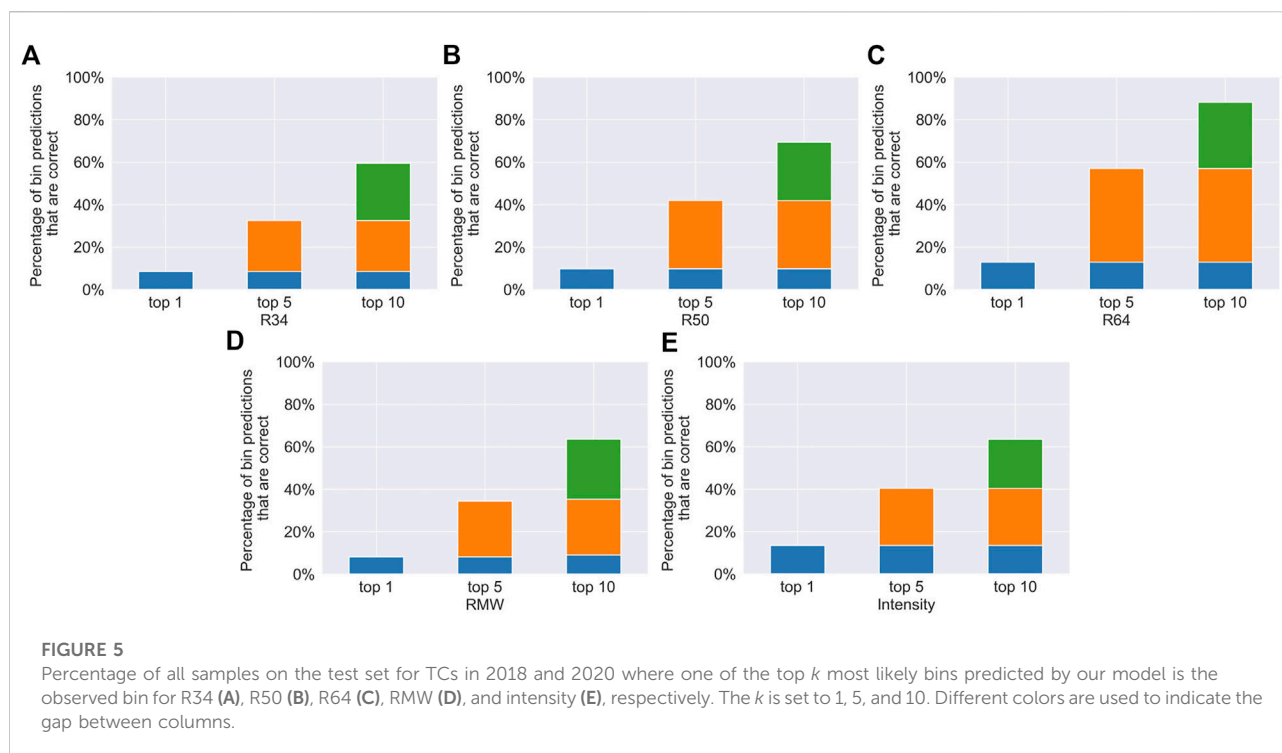 A
Percentage of bin predictions
that are correct
100%
80%
60%
40%
20%
0%
top 1
top 5
top 10
R34
B
Percentage of bin predictions
that are correct
100%
80%
60%
40%
20%
0%
top 1
top 5
top 10
R50
C
Percentage of bin predictions
that are correct
100%
80%
60%
40%
20%
0%
top 1
top 5
top 10
R64
D
Percentage of bin predictions
that are correct
100%
80%
60%
40%
20%
0%
top 1
top 5
top 10
RMW
E
Percentage of bin predictions
that are correct
100%
80%
60%
40%
20%
0%
top 1
top 5
top 10
Intensity
FIGURE 5
Percentage of all samples on the test set for TCs in 2018 and 2020 where one of the top k most likely bins predicted by our model is the
observed bin for R34 (A), R50 (B), R64 (C), RMW (D), and intensity (E), respectively. The k is set to 1, 5, and 10. Different colors are used to indicate the
gap between columns.